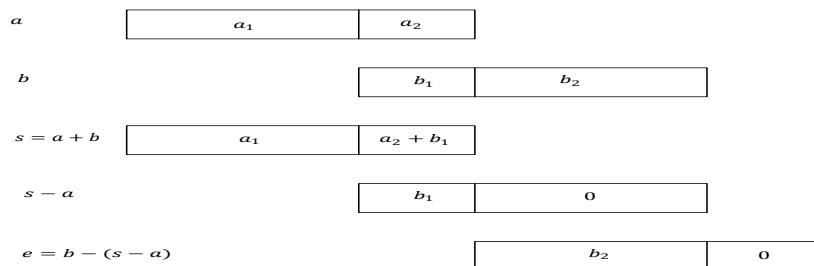 a a₁ a₂
b b₁ b₂
s = a + b a₁ a₂ + b₁
s − a b₁ 0
e = b − (s − a) b₂ 0